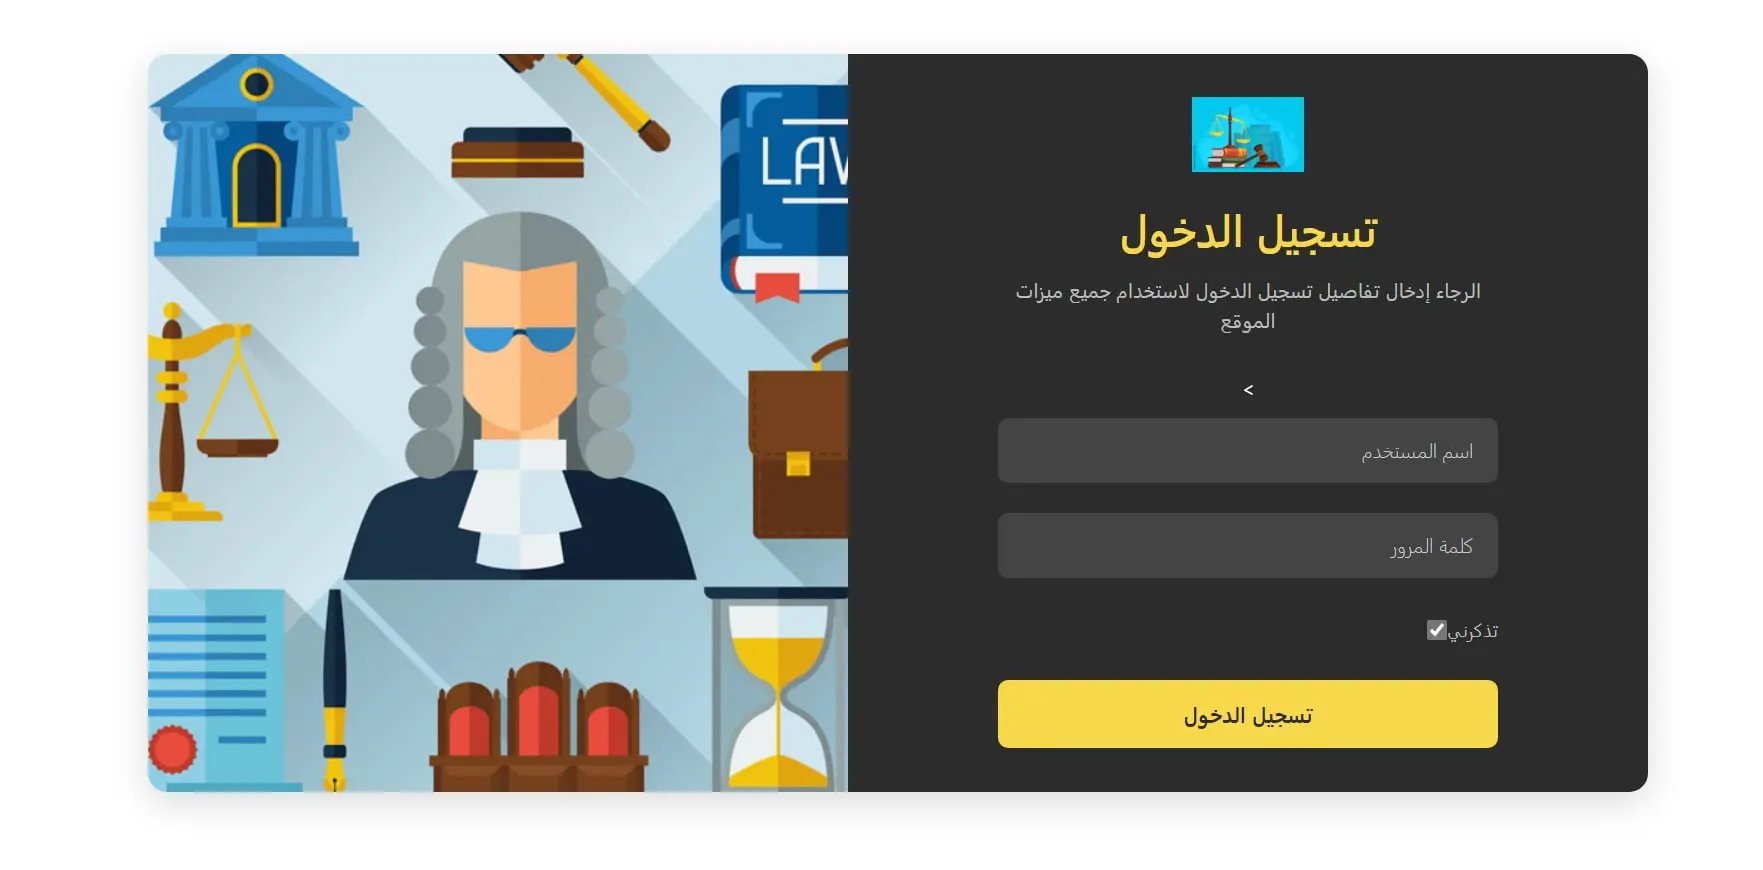 LAW
تسجيل الدخول
الرجاء إدخال تفاصيل تسجيل الدخول لاستخدام جميع ميزات
الموقع
>
اسم المستخدم
كلمة المرور
تذكرني
تسجيل الدخول